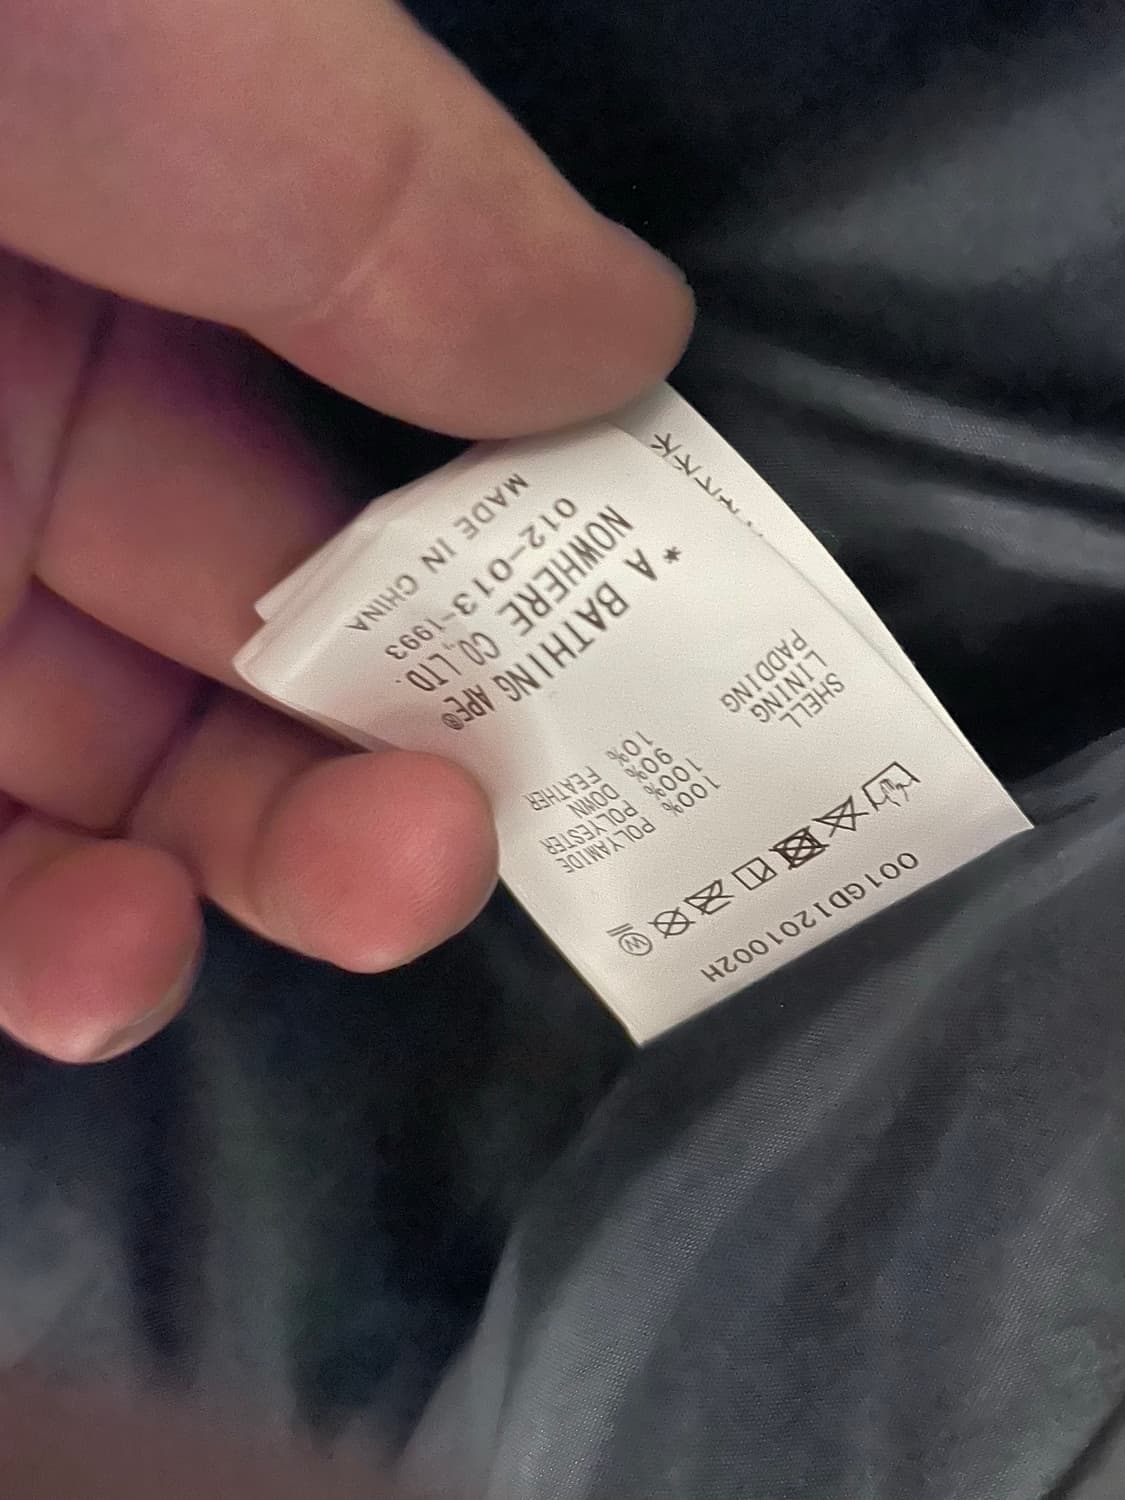 001GDI201002H
W
SHELL 100% POLYAMIDE
LINING 100% POLYESTER
PADDING 90% DOWN
10% FEATHER
* A BATHING APE®
NOWHERE CO., LTD.
012-013-1993
MADE IN CHINA